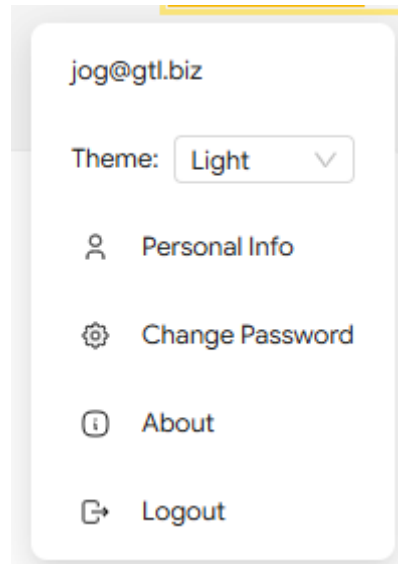 jog@gtl.biz
Theme: Light
Personal Info
Change Password
About
Logout